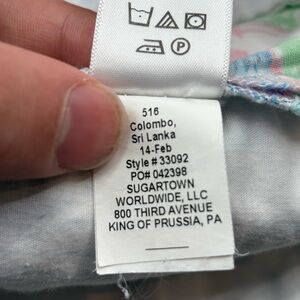 P
516
Colombo,
Sri Lanka
14-Feb
Style # 33092
PO# 042398
SUGARTOWN
WORLDWIDE, LLC
800 THIRD AVENUE
KING OF PRUSSIA, PA